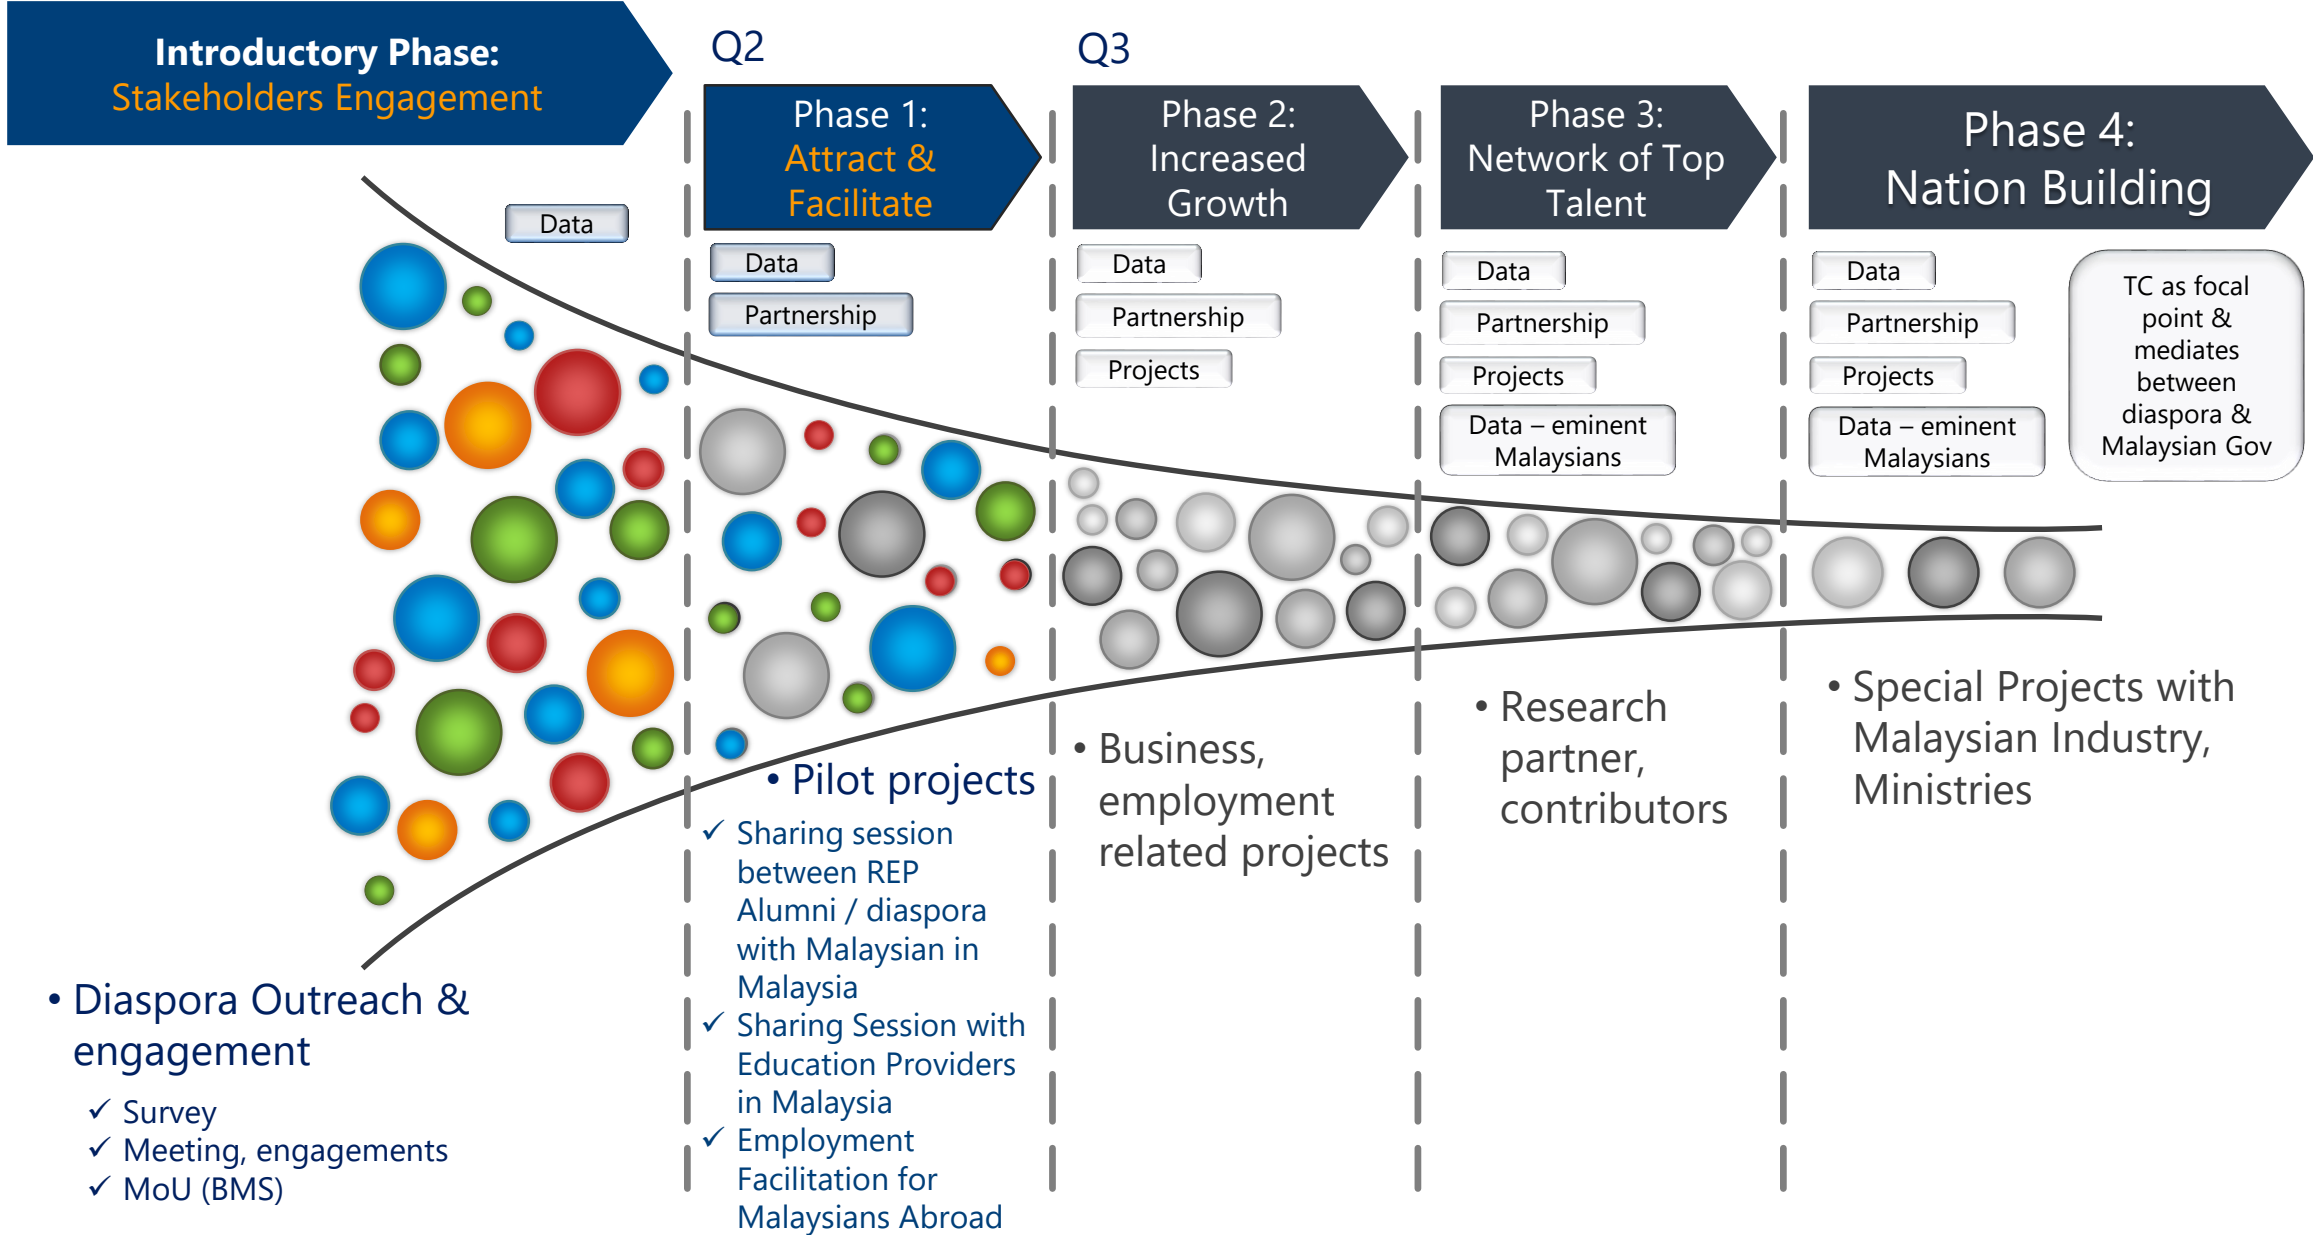 Introductory Phase:
Stakeholders Engagement
Data
• Diaspora Outreach &
engagement
✓ Survey
✓ Meeting, engagements
✓ MoU (BMS)
Q2
Phase 1:
Attract &
Facilitate
Data
Partnership
• Pilot projects
✓ Sharing session
between REP
Alumni / diaspora
with Malaysian in
Malaysia
✓ Sharing Session with
Education Providers
in Malaysia
✓ Employment
Facilitation for
Malaysians Abroad
Q3
Phase 2:
Increased
Growth
Data
Partnership
Projects
• Business,
employment
related projects
Phase 3:
Network of Top
Talent
Data
Partnership
Projects
Data – eminent
Malaysians
• Research
partner,
contributors
Phase 4:
Nation Building
Data
Partnership
Projects
Data – eminent
Malaysians
TC as focal
point &
mediates
between
diaspora &
Malaysian Gov
• Special Projects with
Malaysian Industry,
Ministries